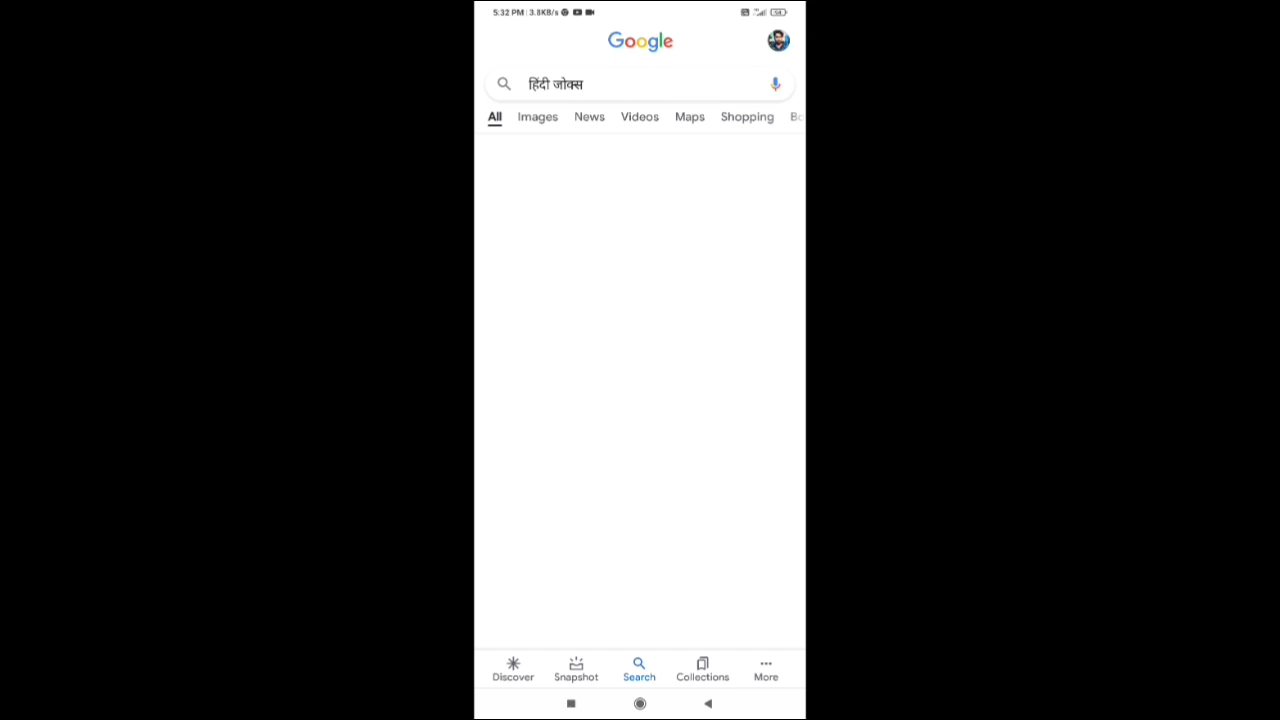 5:32 PM | 3.8KB/s
Google
हिंदी जोक्स
All Images News Videos Maps Shopping
Discover Snapshot Search Collections More